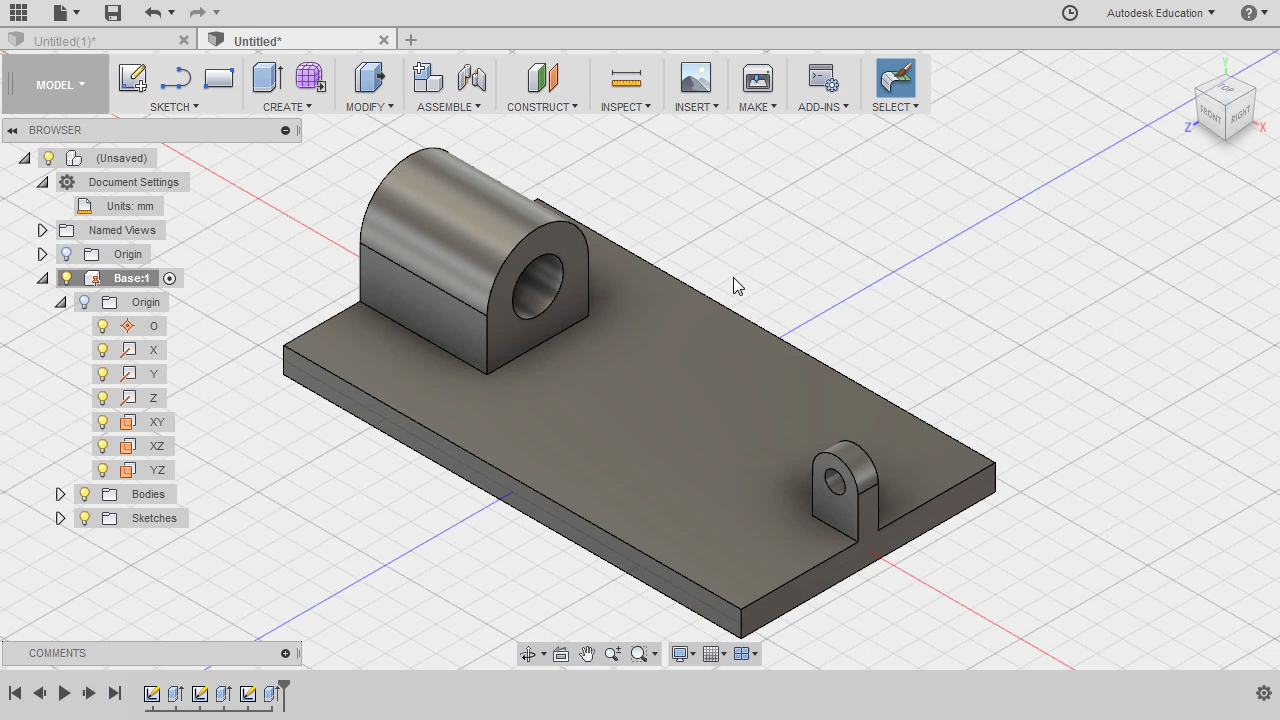 Autodesk Education
Untitled(1)*
Untitled*
MODEL
SKETCH
CREATE
MODIFY
ASSEMBLE
CONSTRUCT
INSPECT
INSERT
MAKE
ADD-INS
SELECT
Y
TOP
FRONT
RIGHT
Z
X
BROWSER
(Unsaved)
Document Settings
Units: mm
Named Views
Origin
Base:1
Origin
O
X
Y
Z
XY
XZ
YZ
Bodies
Sketches
COMMENTS